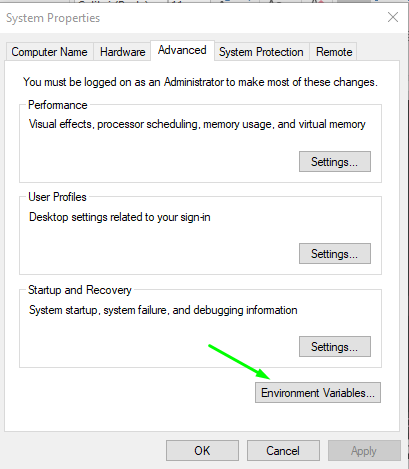 System Properties
Computer Name Hardware Advanced System Protection Remote
You must be logged on as an Administrator to make most of these changes.
Performance
Visual effects, processor scheduling, memory usage, and virtual memory
Settings...
User Profiles
Desktop settings related to your sign-in
Settings...
Startup and Recovery
System startup, system failure, and debugging information
Settings...
Environment Variables...
OK Cancel Apply